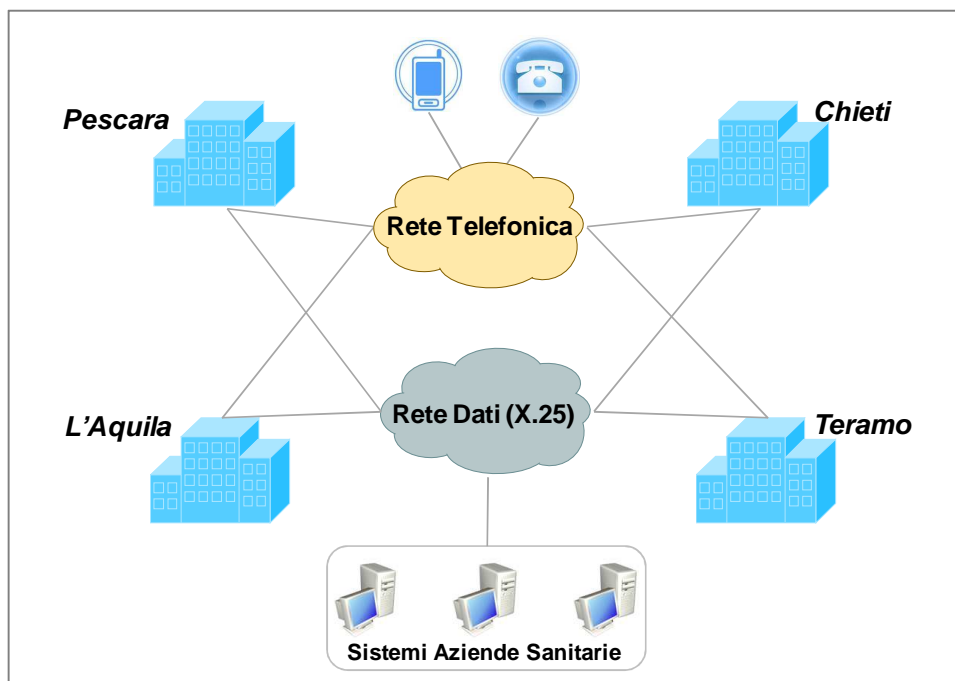 Pescara
Chieti
Rete Telefonica
Rete Dati (X.25)
L'Aquila
Teramo
Sistemi Aziende Sanitarie